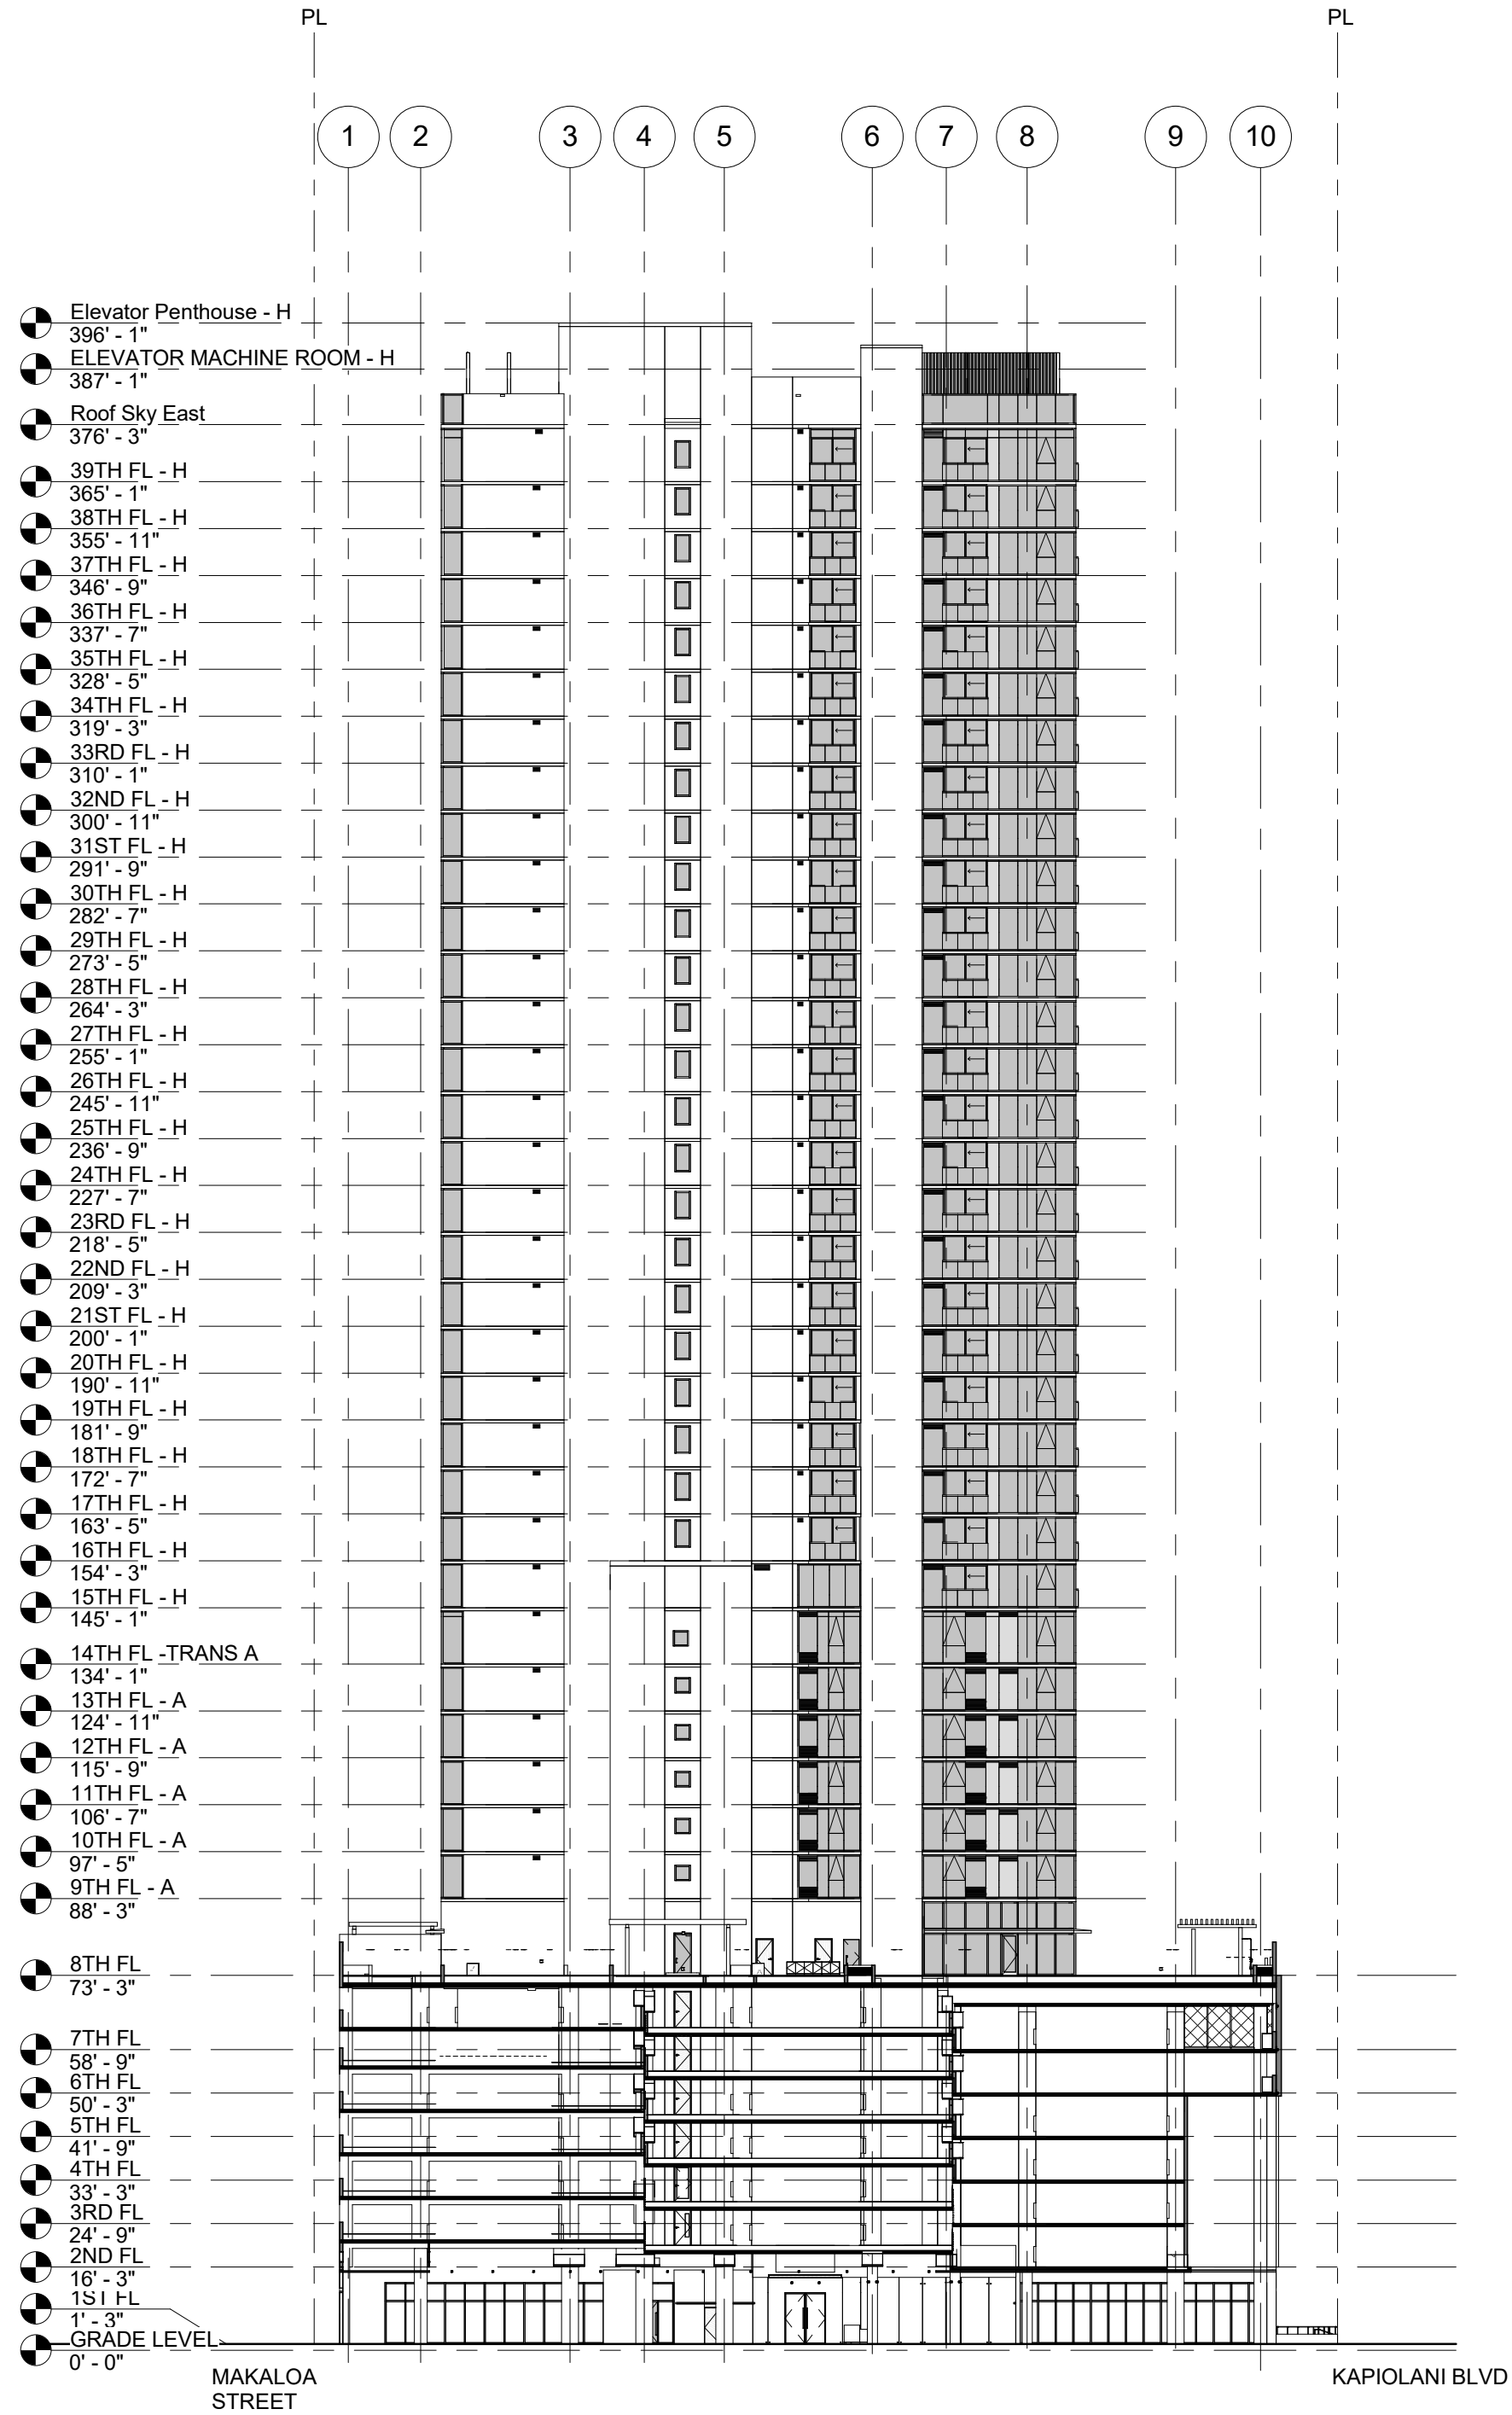 PL PL
1 2 3 4 5 6 7 8 9 10
Elevator Penthouse - H
396' - 1"
ELEVATOR MACHINE ROOM - H
387' - 1"
Roof Sky East
376' - 3"
39TH FL - H
365' - 1"
38TH FL - H
355' - 11"
37TH FL - H
346' - 9"
36TH FL - H
337' - 7"
35TH FL - H
328' - 5"
34TH FL - H
319' - 3"
33RD FL - H
310' - 1"
32ND FL - H
300' - 11"
31ST FL - H
291' - 9"
30TH FL - H
282' - 7"
29TH FL - H
273' - 5"
28TH FL - H
264' - 3"
27TH FL - H
255' - 1"
26TH FL - H
245' - 11"
25TH FL - H
236' - 9"
24TH FL - H
227' - 7"
23RD FL - H
218' - 5"
22ND FL - H
209' - 3"
21ST FL - H
200' - 1"
20TH FL - H
190' - 11"
19TH FL - H
181' - 9"
18TH FL - H
172' - 7"
17TH FL - H
163' - 5"
16TH FL - H
154' - 3"
15TH FL - H
145' - 1"
14TH FL -TRANS A
134' - 1"
13TH FL - A
124' - 11"
12TH FL - A
115' - 9"
11TH FL - A
106' - 7"
10TH FL - A
97' - 5"
9TH FL - A
88' - 3"
8TH FL
73' - 3"
7TH FL
58' - 9"
6TH FL
50' - 3"
5TH FL
41' - 9"
4TH FL
33' - 3"
3RD FL
24' - 9"
2ND FL
16' - 3"
1ST FL
1' - 3"
GRADE LEVEL
0' - 0"
MAKALOA
STREET
KAPIOLANI BLVD